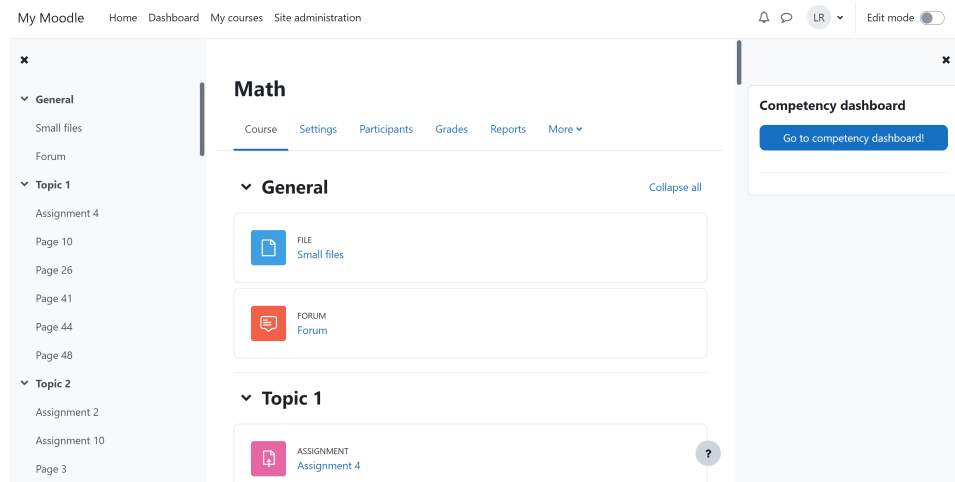 My Moodle Home Dashboard My courses Site administration LR Edit mode
General
Small files
Forum
Topic 1
Assignment 4
Page 10
Page 26
Page 41
Page 44
Page 48
Topic 2
Assignment 2
Assignment 10
Page 3
Math
Course Settings Participants Grades Reports More
General Collapse all
FILE
Small files
FORUM
Forum
Topic 1
ASSIGNMENT
Assignment 4
?
Competency dashboard
Go to competency dashboard!